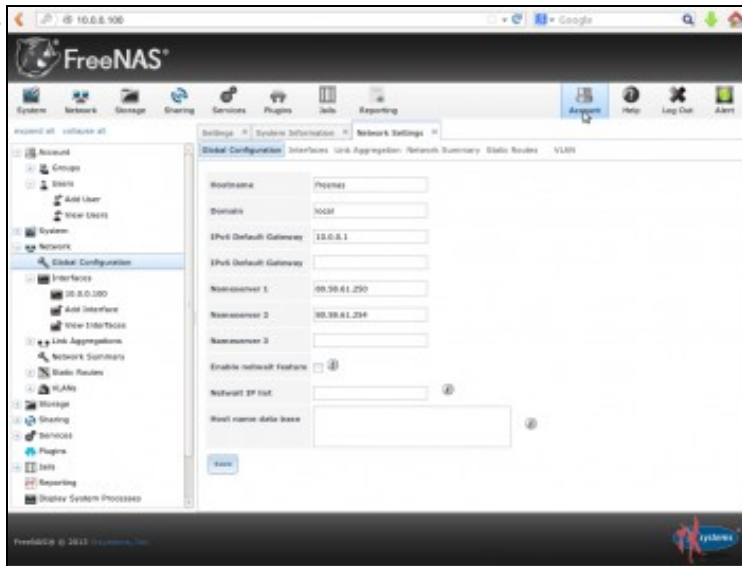 10.0.0.100
Google
FreeNAS®
System Network Storage Sharing Services Plugins Jails Reporting Account Help Log Out Alert
expand all collapse all
Settings System Information Network Settings
Global Configuration Interfaces Link Aggregation Network Summary Static Routes VLAN
Account
Groups
Users
Add User
View Users
System
Network
Global Configuration
Interfaces
10.0.0.100
Add Interface
View Interfaces
Link Aggregations
Network Summary
Static Routes
VLANs
Storage
Sharing
Services
Plugins
Jails
Reporting
Display System Processes
Hostname freenas
Domain local
IPv4 Default Gateway 10.0.0.1
IPv6 Default Gateway
Nameserver 1
Nameserver 2
Nameserver 3
Enable netwait feature
Netwait IP list
Host name data base
Save
FreeNAS® © 2013
systems